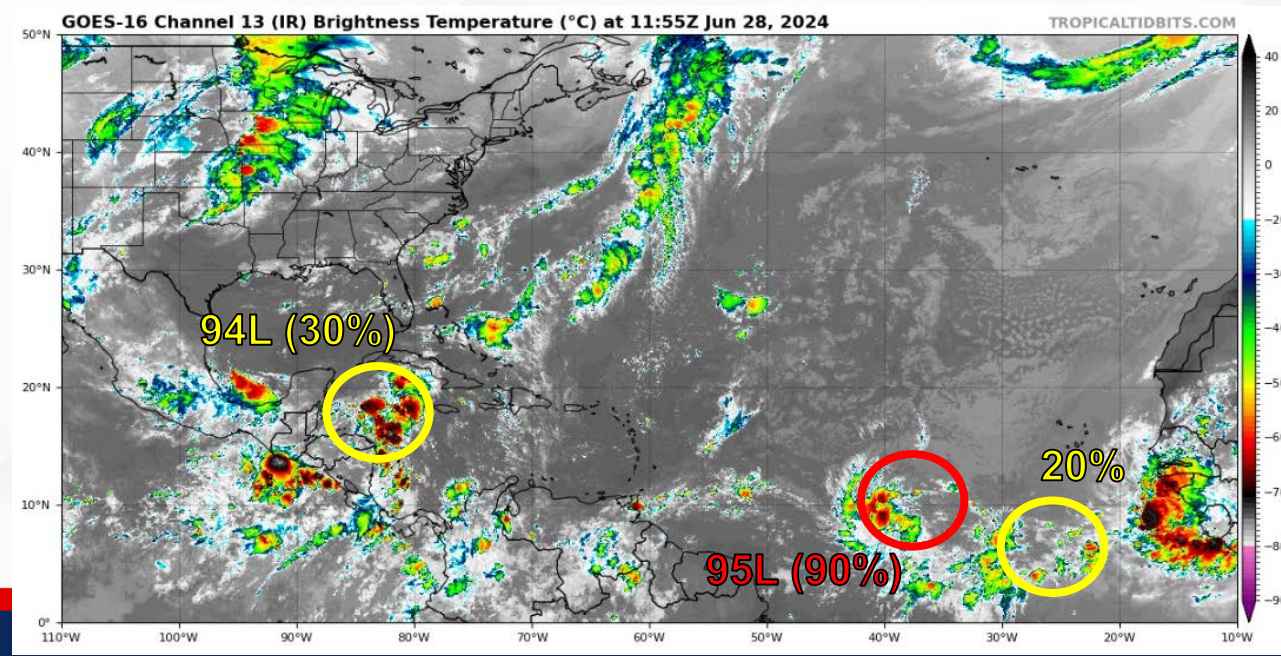 GOES-16 Channel 13 (IR) Brightness Temperature (°C) at 11:55Z Jun 28, 2024
TROPICALTIDBITS.COM
50°N
40°N
30°N
20°N
10°N
0°
94L (30%)
20%
95L (90%)
110°W 100°W 90°W 80°W 70°W 60°W 50°W 40°W 30°W 20°W 10°W
40
20
0
−20
−30
−40
−50
−60
−70
−80
−90